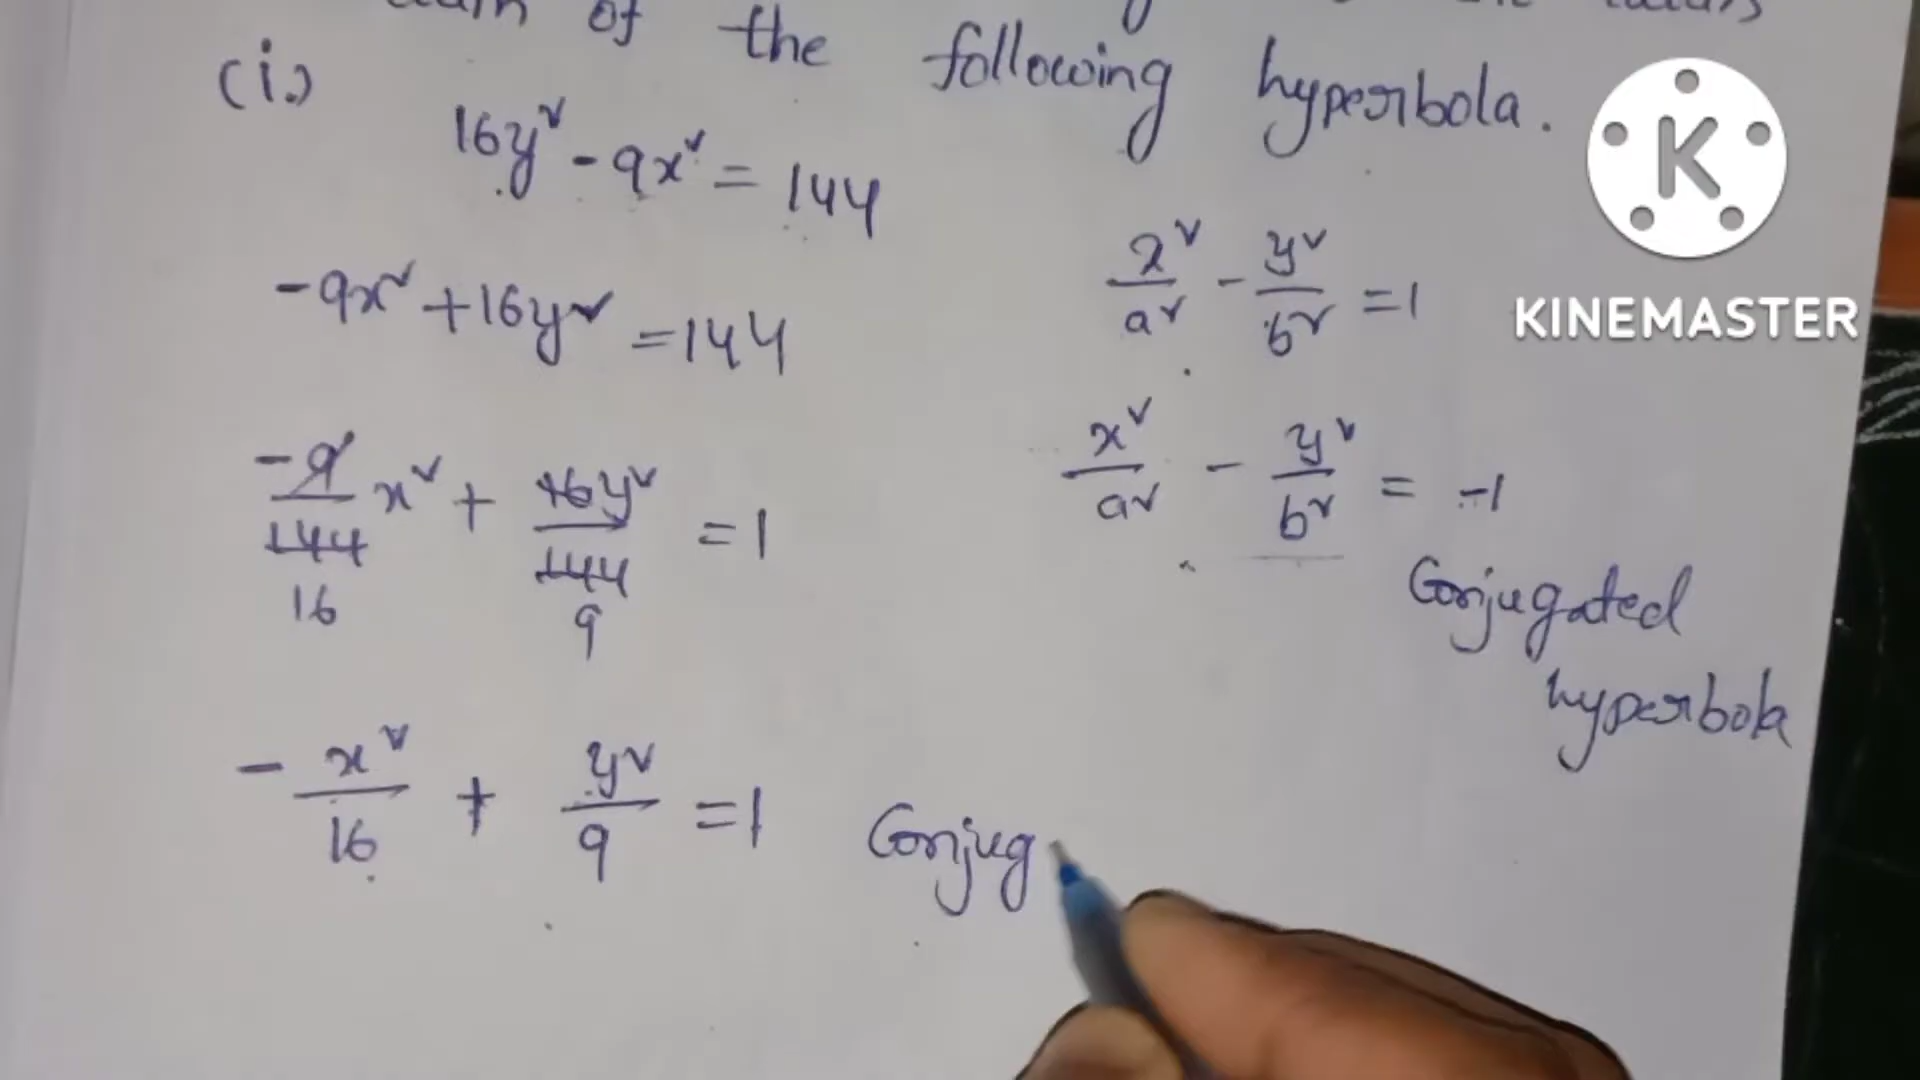 of the following hyperbola.
(i.)
16y² - 9x² = 144
-9x² + 16y² = 144
-9/144 x² + 16y²/144 = 1
16 9
- x²/16 + y²/9 = 1 Conjug
x²/a² - y²/b² = 1
x²/a² - y²/b² = -1
Conjugated
hyperbola
K
KINEMASTER